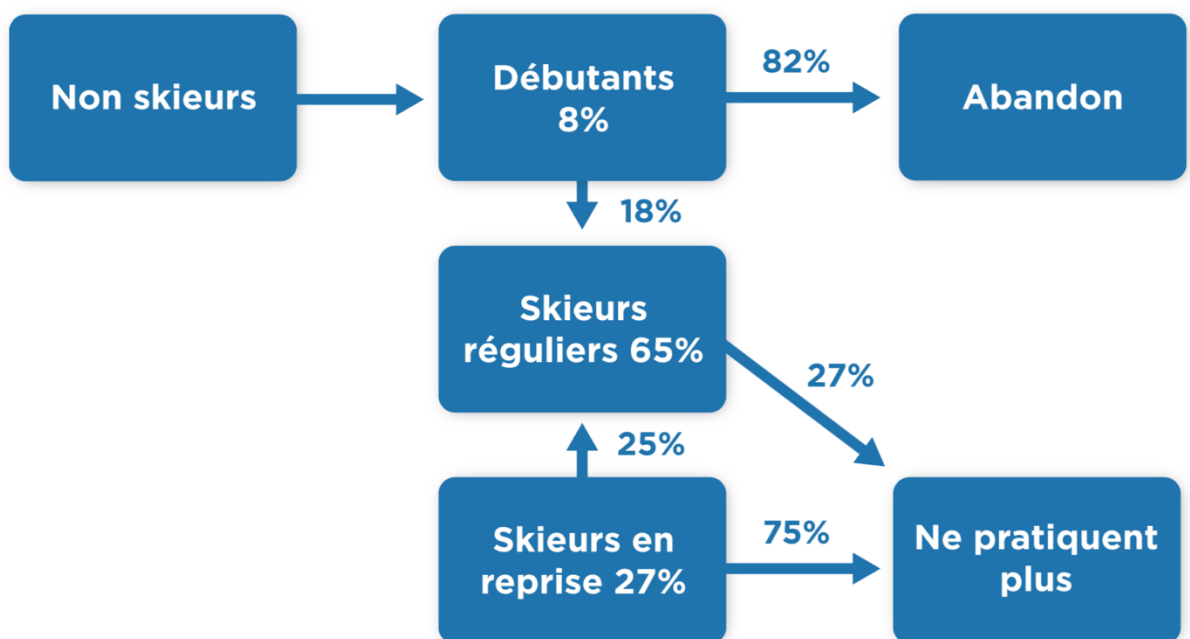 Non skieurs
Débutants
8%
82%
Abandon
18%
Skieurs
réguliers 65%
27%
25%
Skieurs en
reprise 27%
75%
Ne pratiquent
plus